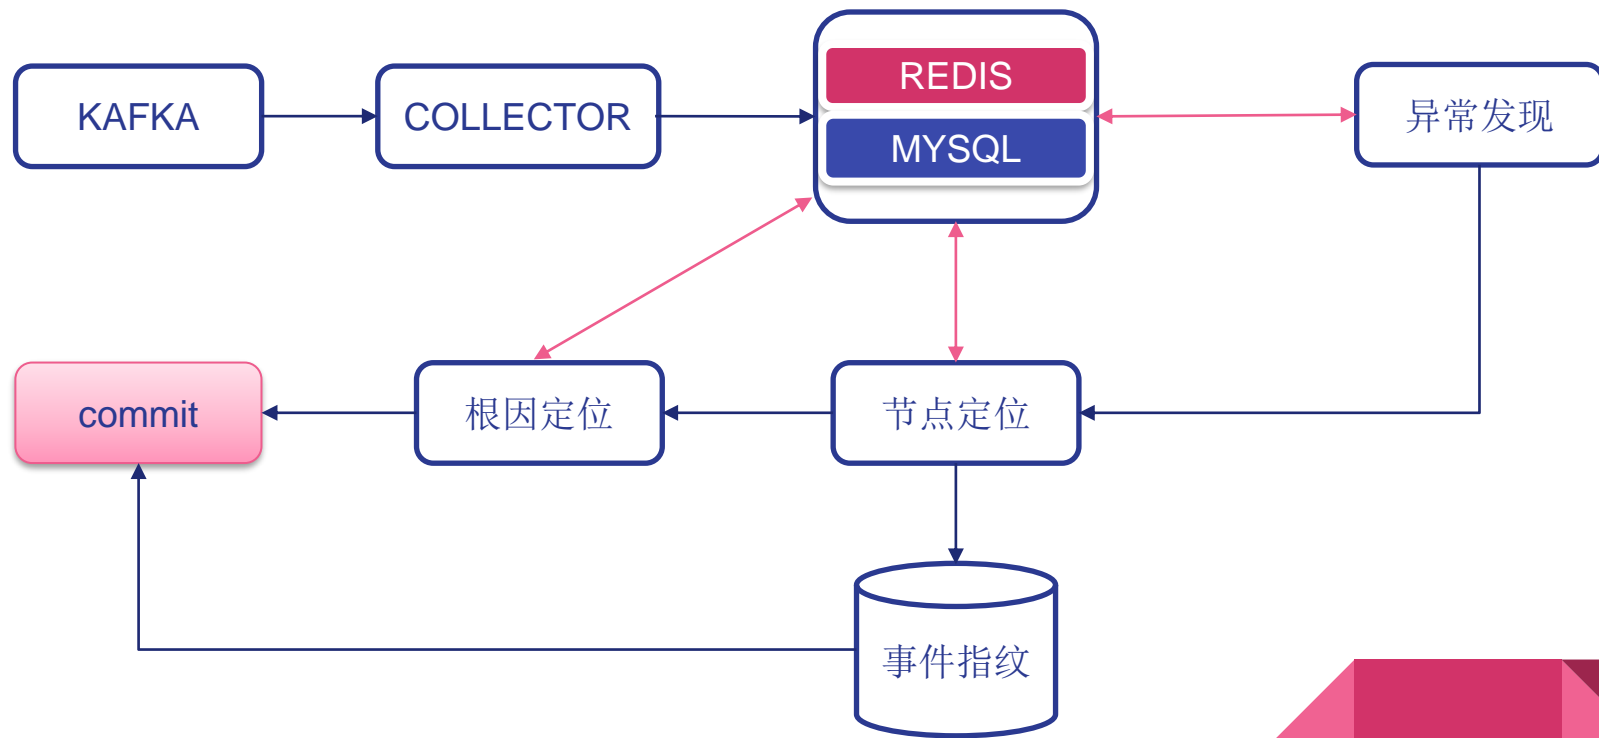 KAFKA
COLLECTOR
REDIS
MYSQL
异常发现
commit
根因定位
节点定位
事件指纹